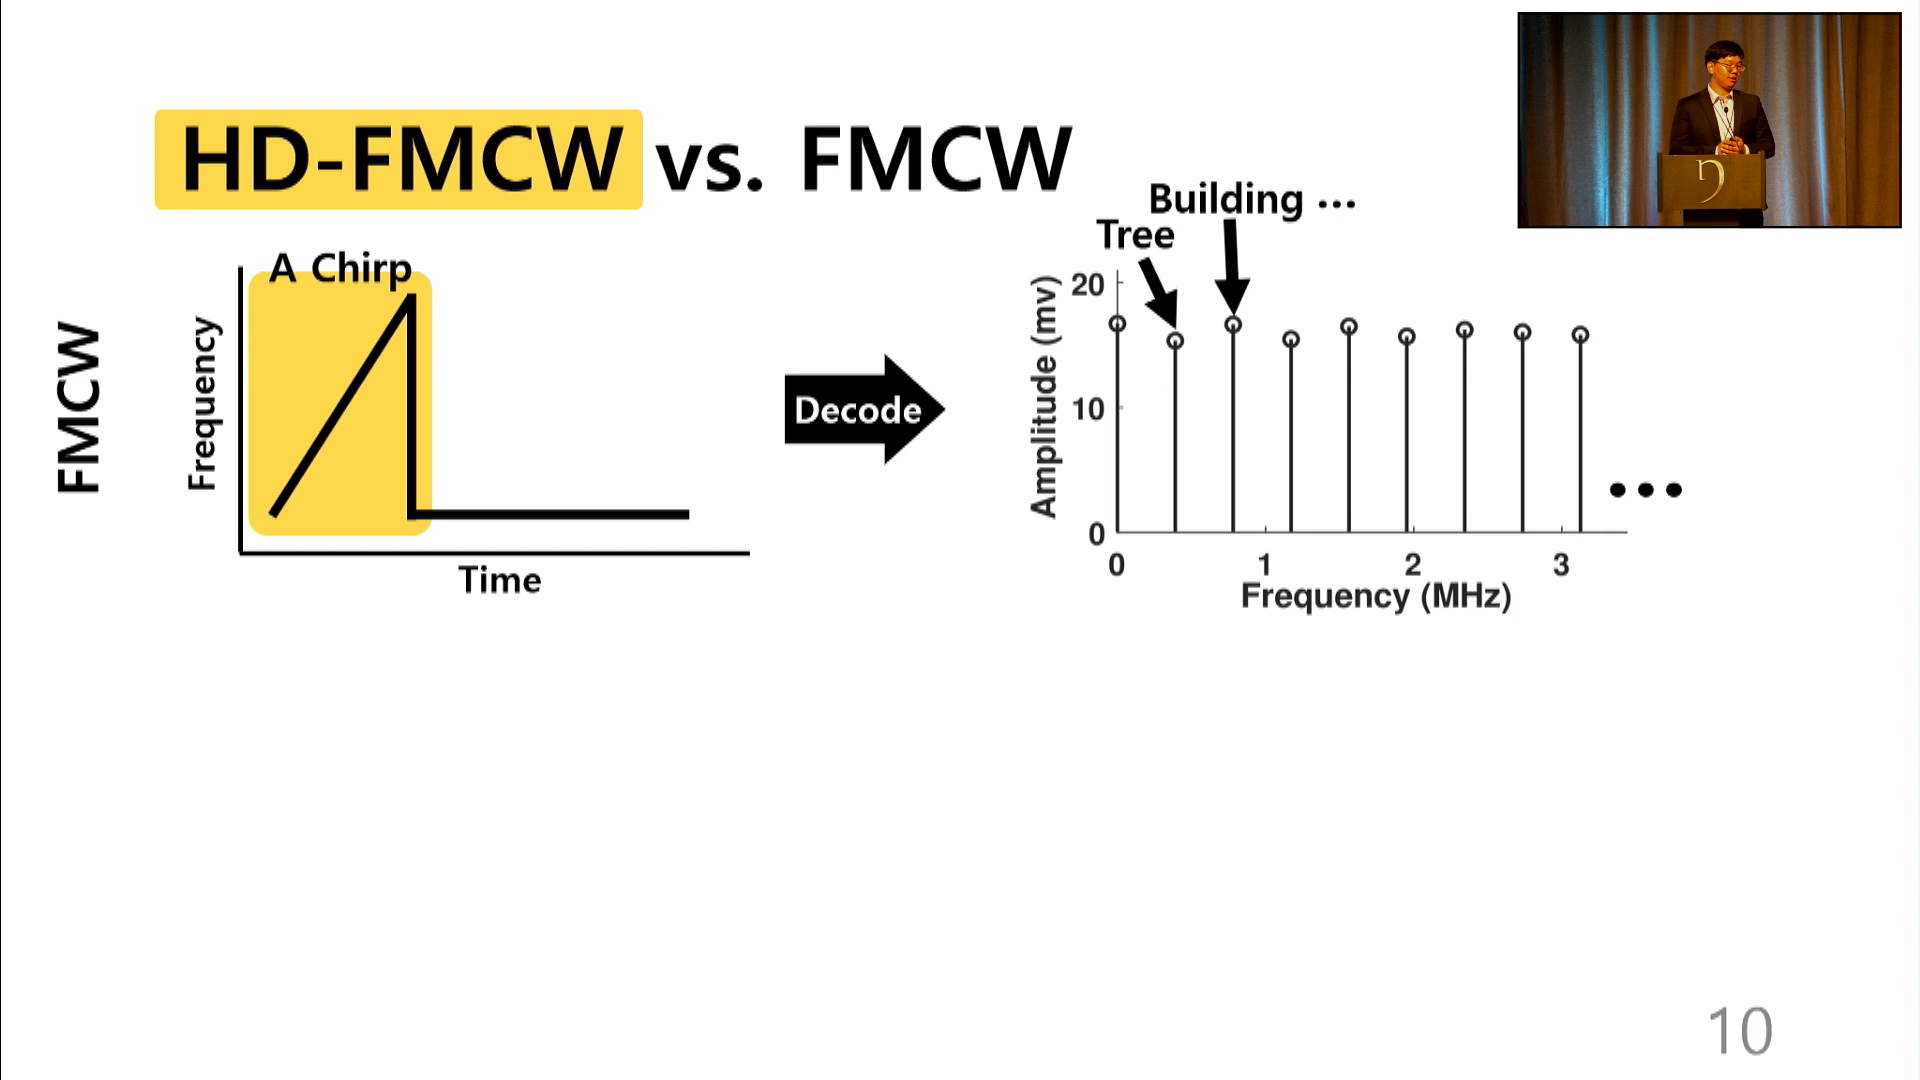 HD-FMCW vs. FMCW
FMCW
A Chirp
Frequency
Time
Decode
Building ···
Tree
Amplitude (mv)
20
10
0
0 1 2 3
Frequency (MHz)
10